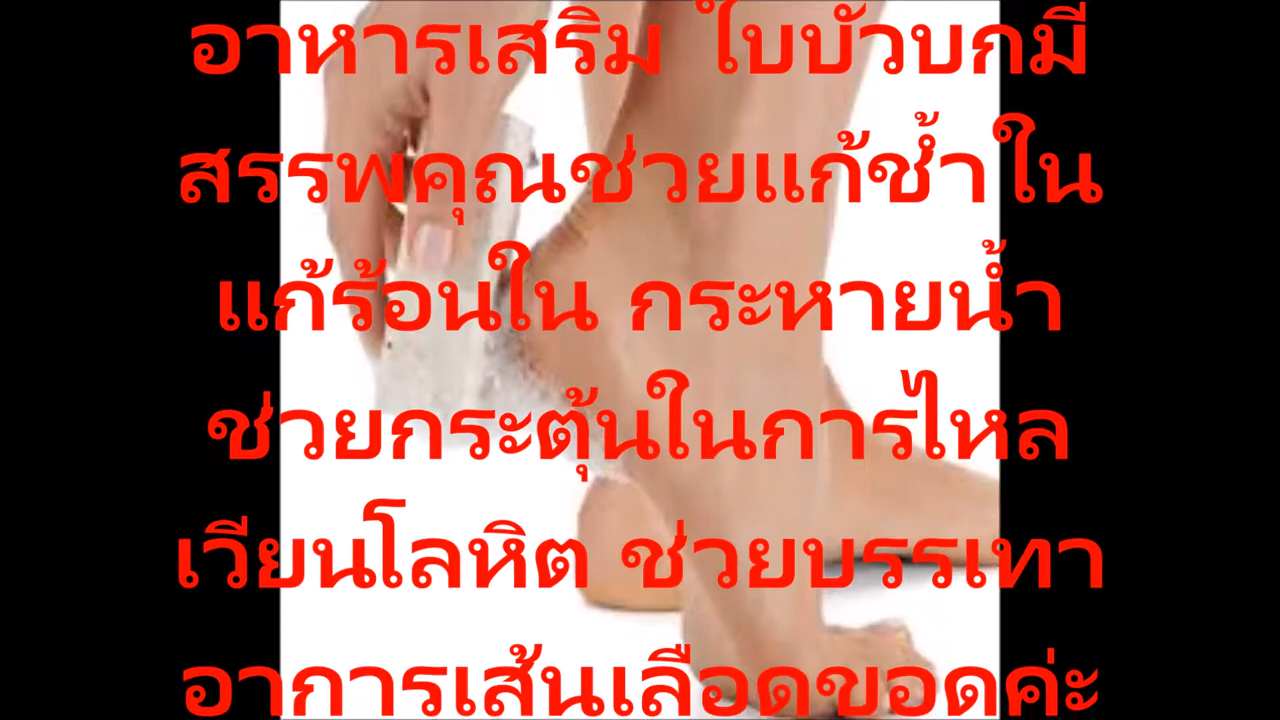 อาหารเสริม ใบบัวบกมี
สรรพคุณช่วยแก้ช้ำใน
แก้ร้อนใน กระหายน้ำ
ช่วยกระตุ้นในการไหล
เวียนโลหิต ช่วยบรรเทา
อาการเส้นเลือดขอดค่ะ